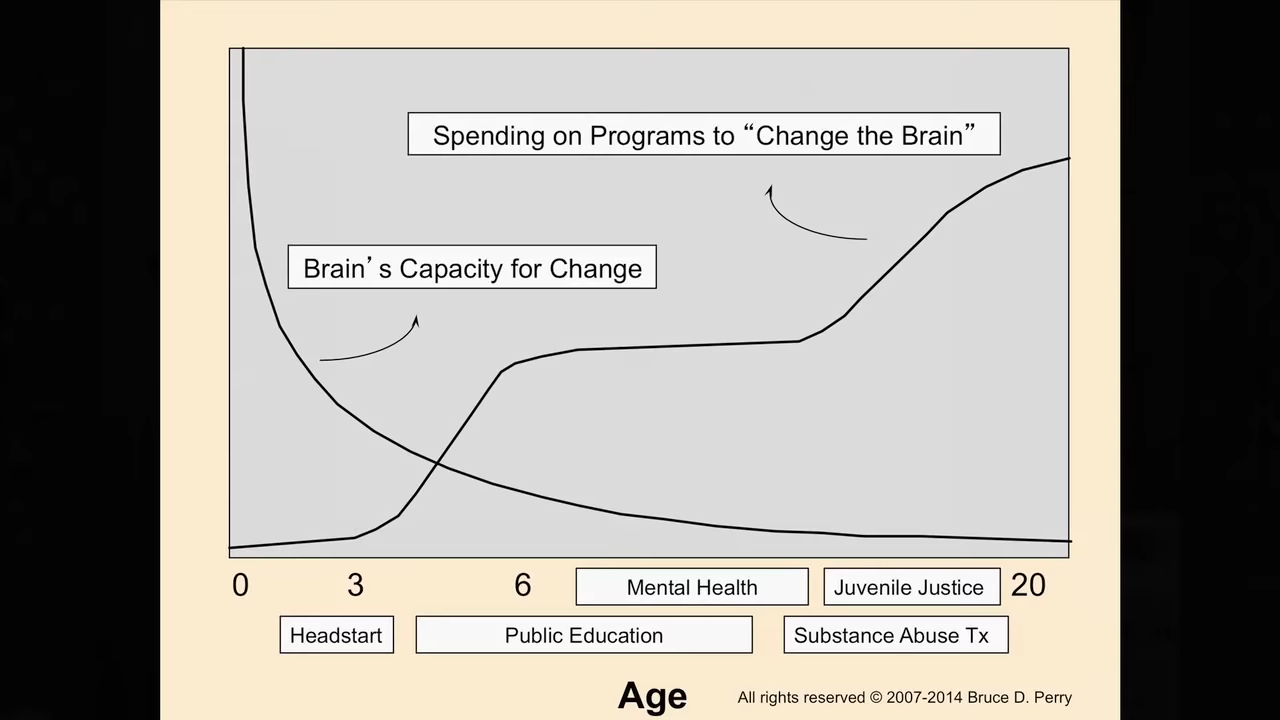 Spending on Programs to “Change the Brain”
Brain’s Capacity for Change
0 3 6 Mental Health Juvenile Justice 20
Headstart Public Education Substance Abuse Tx
Age
All rights reserved © 2007-2014 Bruce D. Perry